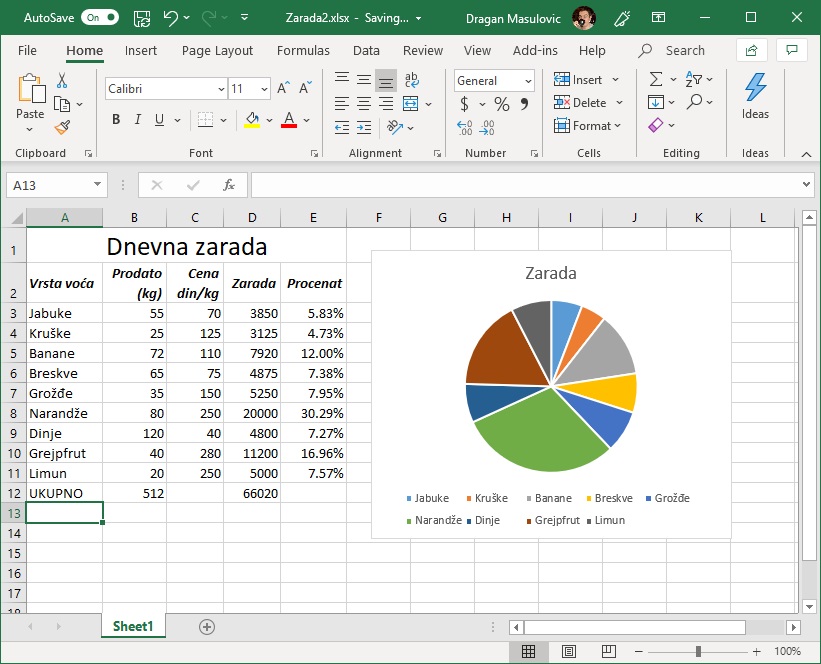 AutoSave On Zarada2.xlsx - Saving... Dragan Masulovic
File Home Insert Page Layout Formulas Data Review View Add-ins Help Search
Calibri 11 General Insert
Paste B I U A $ % Delete Ideas
Format
Clipboard Font Alignment Number Cells Editing Ideas
A13 fx
A B C D E F G H I J K L
1 Dnevna zarada
2 Vrsta voća Prodato (kg) Cena din/kg Zarada Procenat
3 Jabuke 55 70 3850 5.83%
4 Kruške 25 125 3125 4.73%
5 Banane 72 110 7920 12.00%
6 Breskve 65 75 4875 7.38%
7 Grožđe 35 150 5250 7.95%
8 Narandže 80 250 20000 30.29%
9 Dinje 120 40 4800 7.27%
10 Grejpfrut 40 280 11200 16.96%
11 Limun 20 250 5000 7.57%
12 UKUPNO 512 66020
13
14
15
16
17
Zarada
Jabuke Kruške Banane Breskve Grožđe
Narandže Dinje Grejpfrut Limun
Sheet1
100%